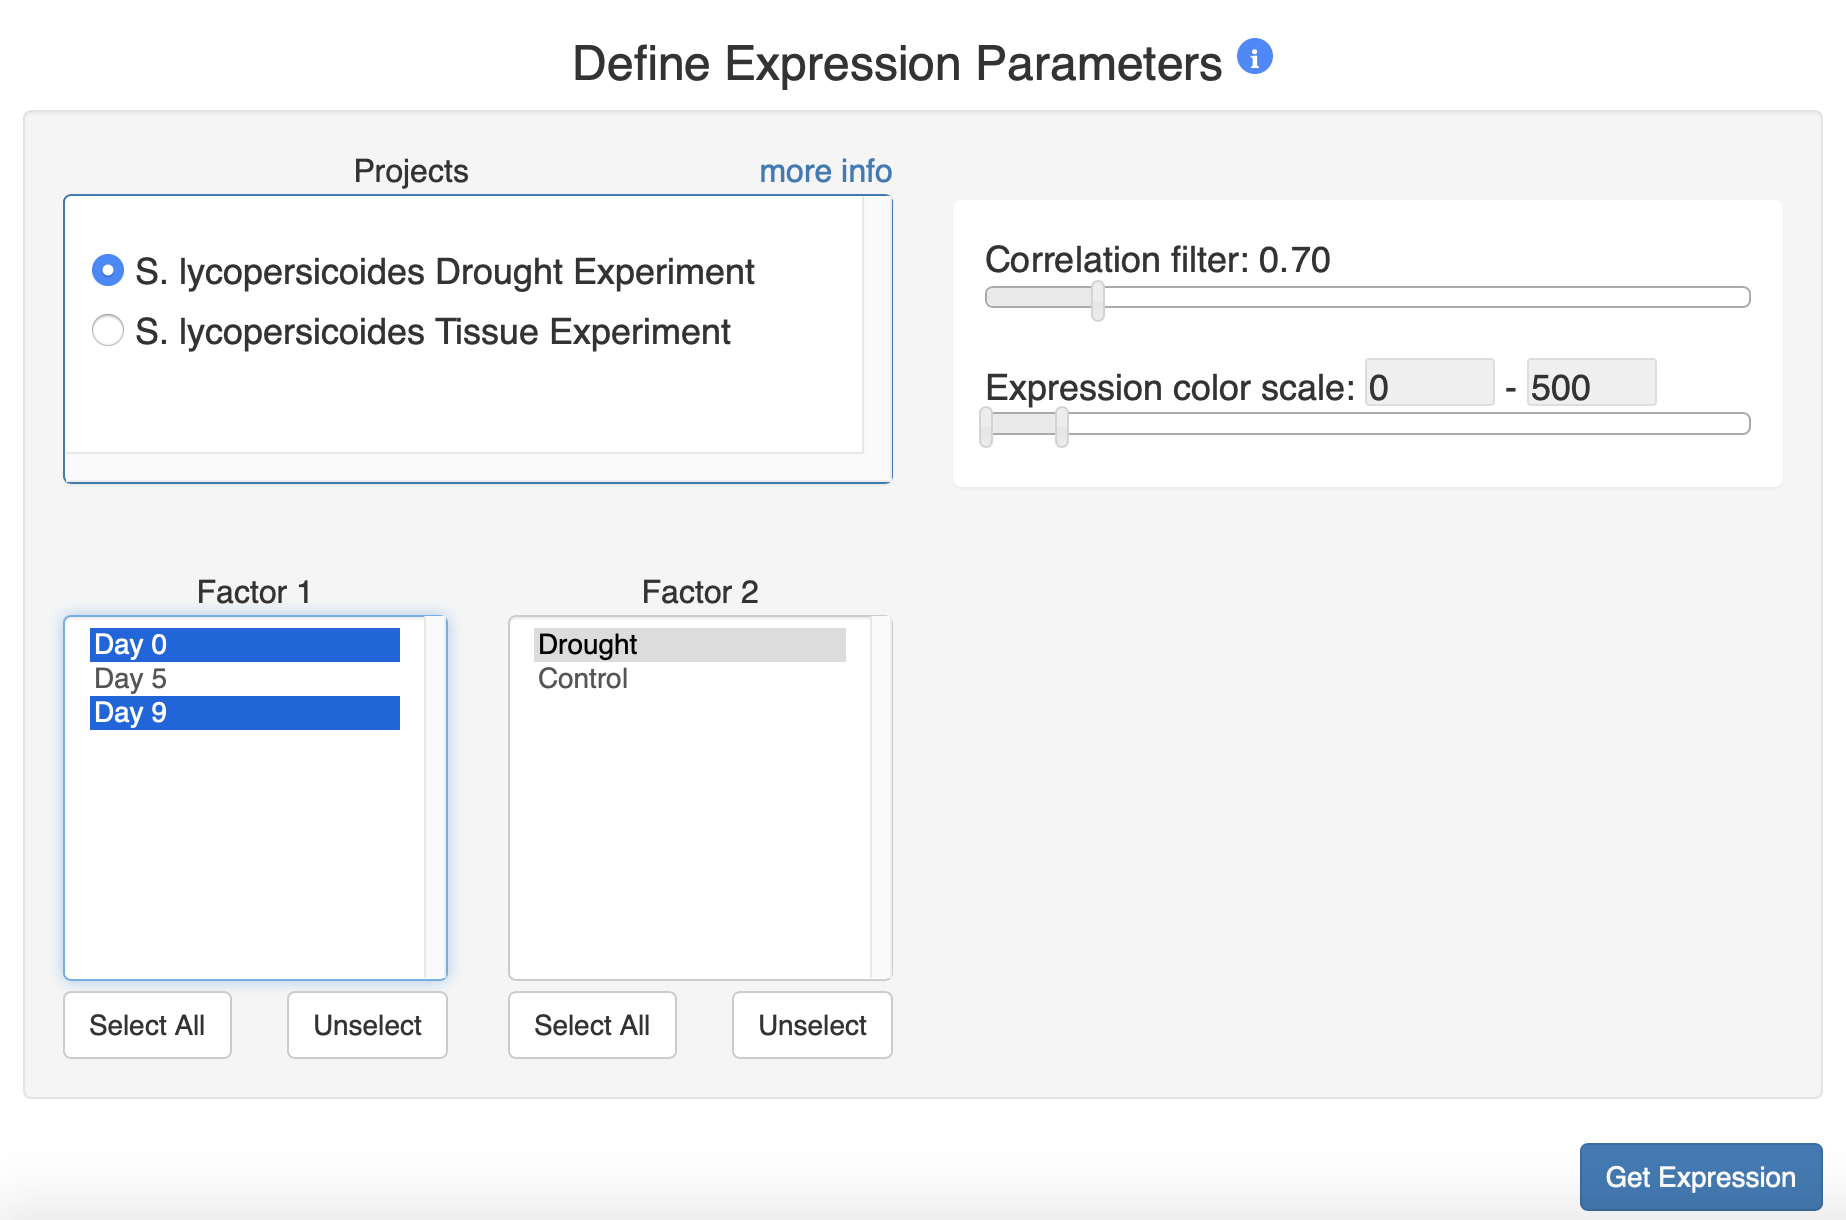 Define Expression Parameters i
Projects more info
S. lycopersicoides Drought Experiment
S. lycopersicoides Tissue Experiment
Correlation filter: 0.70
Expression color scale: 0 - 500
Factor 1
Day 0
Day 5
Day 9
Select All Unselect
Factor 2
Drought
Control
Select All Unselect
Get Expression